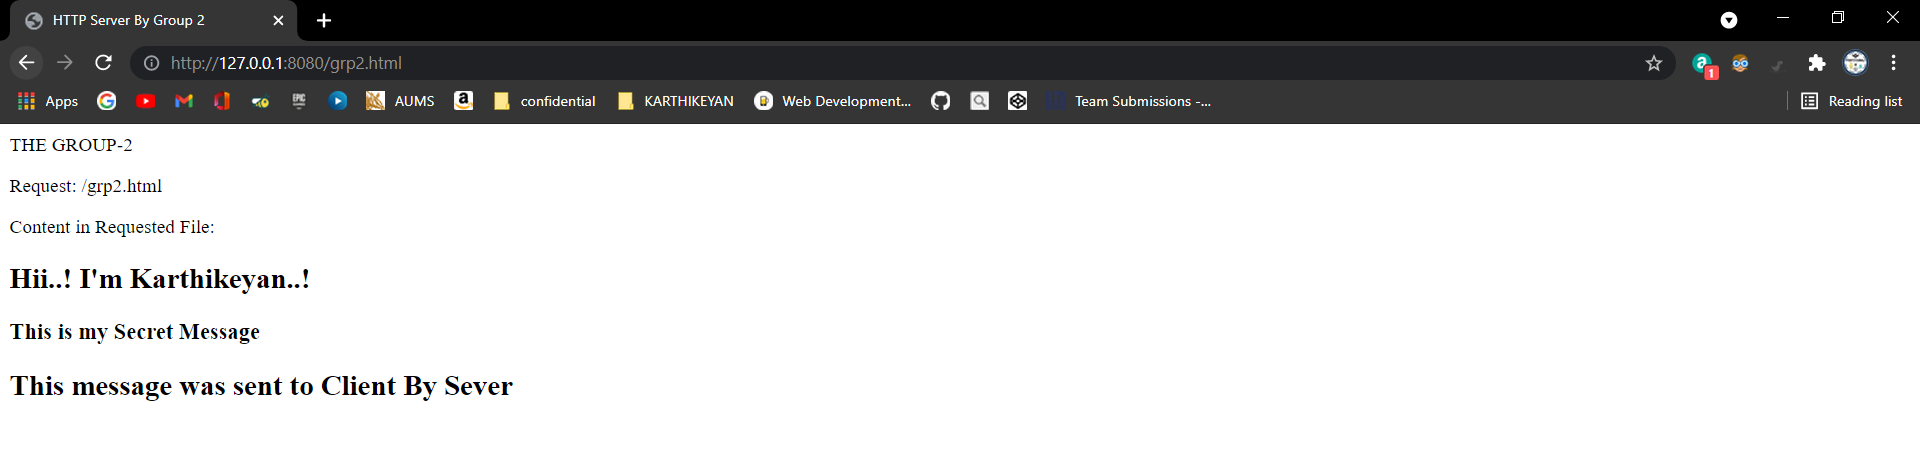 HTTP Server By Group 2
http://127.0.0.1:8080/grp2.html
1
Apps EPIC AUMS confidential KARTHIKEYAN Web Development... Team Submissions -... Reading list
THE GROUP-2
Request: /grp2.html
Content in Requested File:
Hii..! I'm Karthikeyan..!
This is my Secret Message
This message was sent to Client By Sever